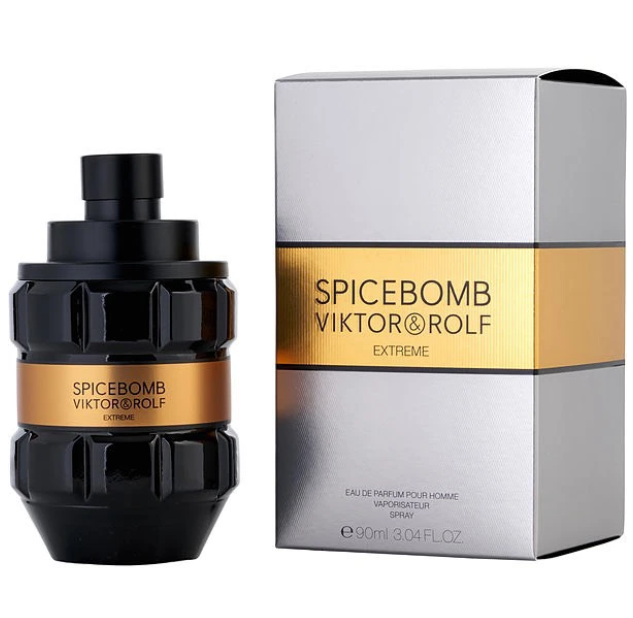 SPICEBOMB
VIKTOR&ROLF
EXTREME
SPICEBOMB
VIKTOR&ROLF
EXTREME
EAU DE PARFUM POUR HOMME
VAPORISATEUR
SPRAY
℮90ml 3.04 FL.OZ.